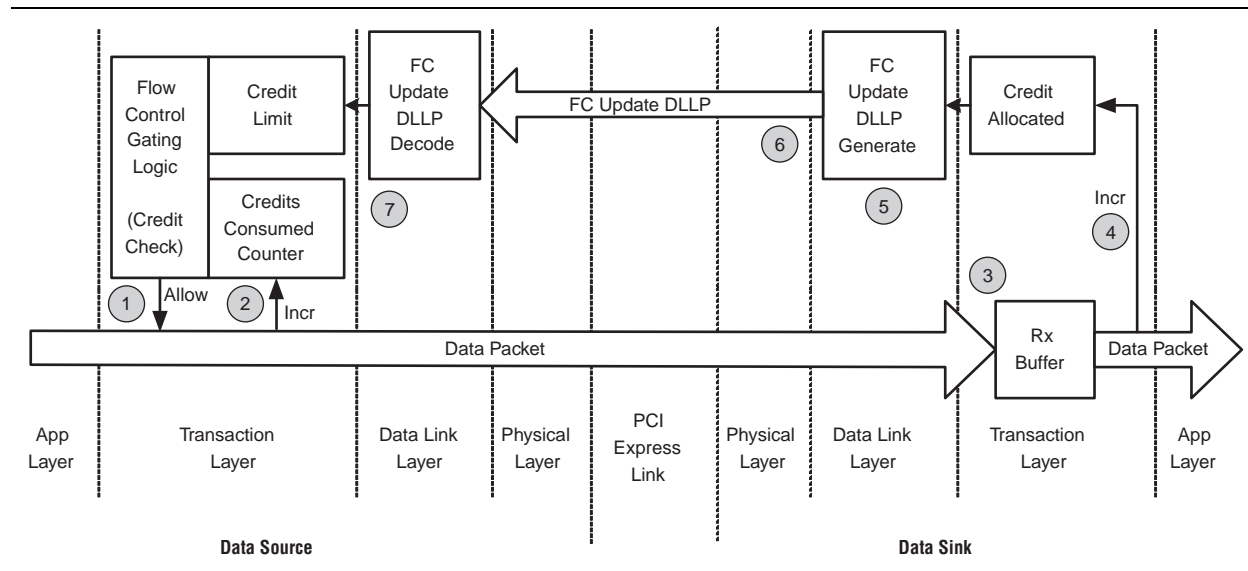 Flow
Control
Gating
Logic
(Credit
Check)
Credit
Limit
Credits
Consumed
Counter
FC
Update
DLLP
Decode
FC Update DLLP
FC
Update
DLLP
Generate
Credit
Allocated
6
7
5
Incr
4
3
1
Allow
2
Incr
Data Packet
Rx
Buffer
Data Packet
App
Layer
Transaction
Layer
Data Link
Layer
Physical
Layer
PCI
Express
Link
Physical
Layer
Data Link
Layer
Transaction
Layer
App
Layer
Data Source
Data Sink